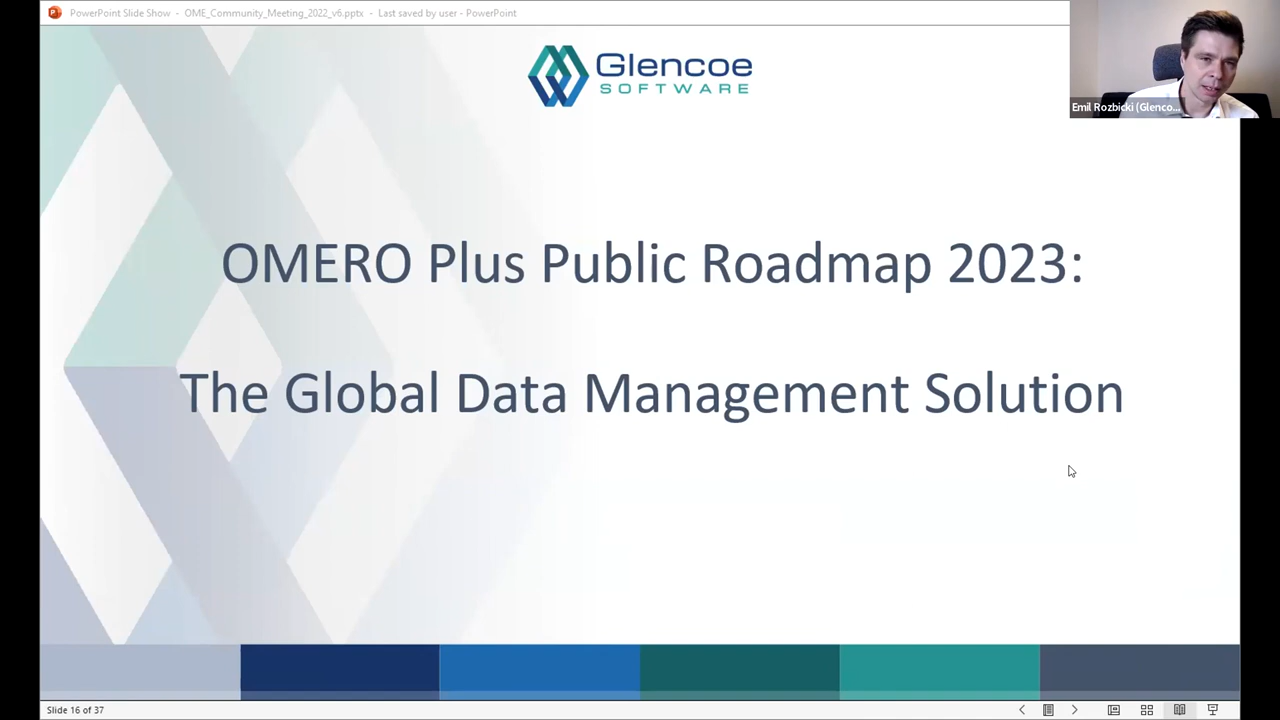 PowerPoint Slide Show - OME_Community_Meeting_2022_v6.pptx - Last saved by user - PowerPoint
Glencoe
SOFTWARE
Emil Rozbicki (Glenco...
OMERO Plus Public Roadmap 2023:
The Global Data Management Solution
Slide 16 of 37